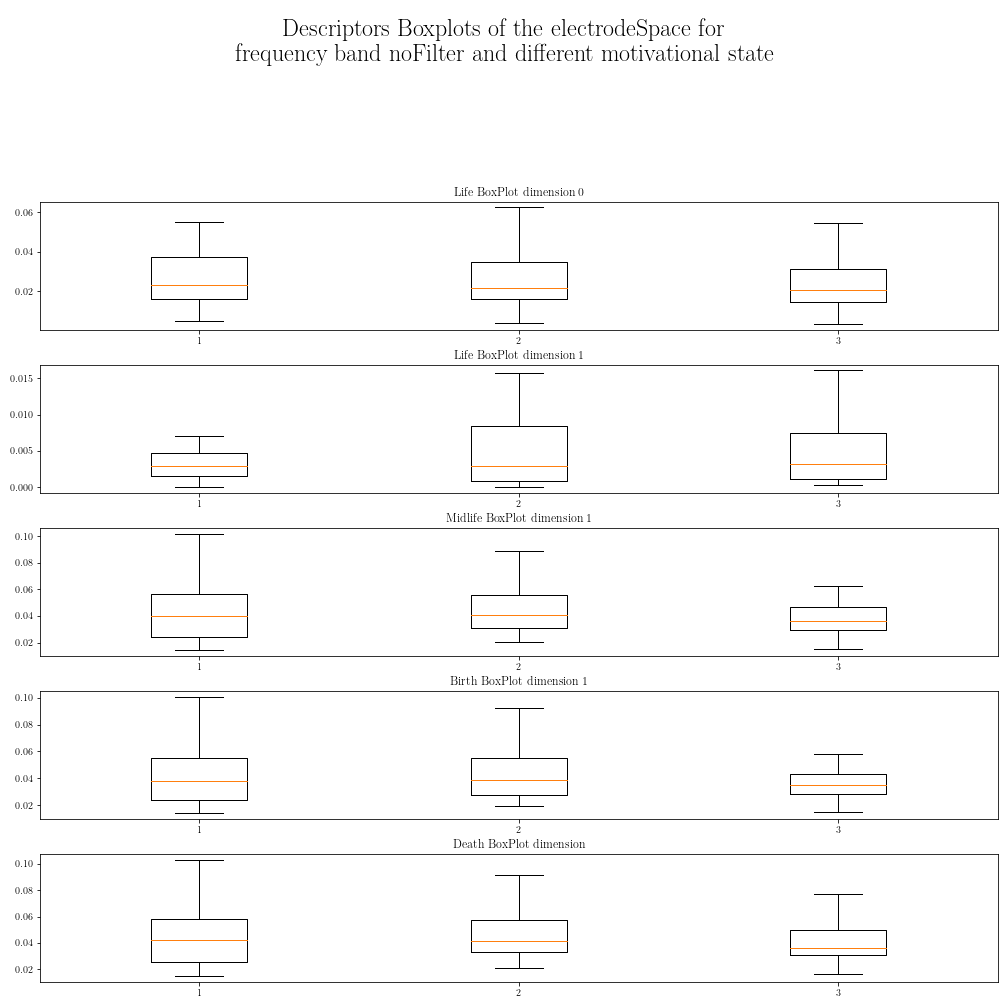 Descriptors Boxplots of the electrodeSpace for
frequency band noFilter and different motivational state
Life BoxPlot dimension 0
0.06
0.04
0.02
1 2 3
Life BoxPlot dimension 1
0.015
0.010
0.005
0.000
1 2 3
Midlife BoxPlot dimension 1
0.10
0.08
0.06
0.04
0.02
1 2 3
Birth BoxPlot dimension 1
0.10
0.08
0.06
0.04
0.02
1 2 3
Death BoxPlot dimension
0.10
0.08
0.06
0.04
0.02
1 2 3